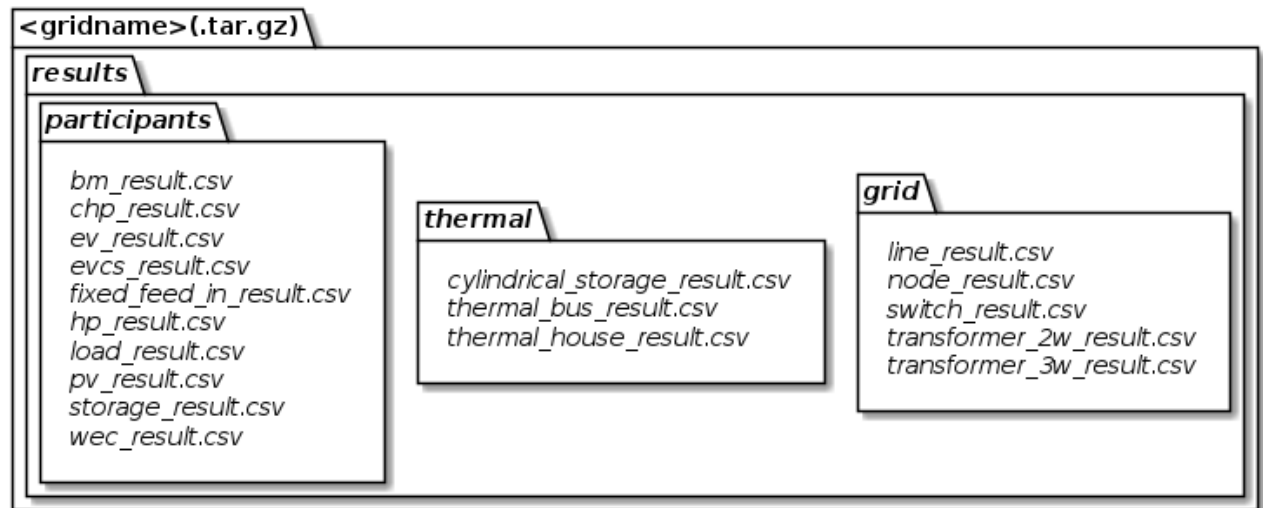 <gridname>(.tar.gz)
results
participants
bm_result.csv
chp_result.csv
ev_result.csv
evcs_result.csv
fixed_feed_in_result.csv
hp_result.csv
load_result.csv
pv_result.csv
storage_result.csv
wec_result.csv
thermal
cylindrical_storage_result.csv
thermal_bus_result.csv
thermal_house_result.csv
grid
line_result.csv
node_result.csv
switch_result.csv
transformer_2w_result.csv
transformer_3w_result.csv